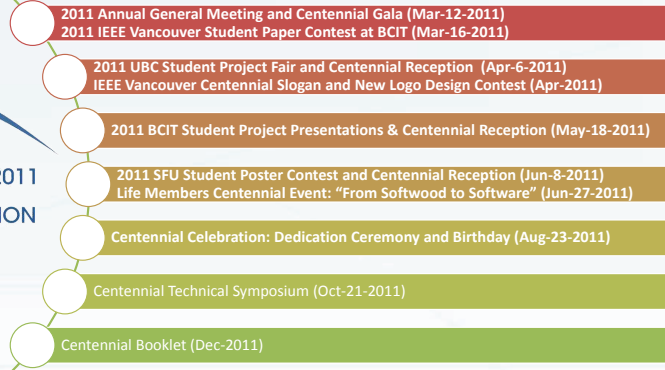 2011 Annual General Meeting and Centennial Gala (Mar-12-2011)
2011 IEEE Vancouver Student Paper Contest at BCIT (Mar-16-2011)
2011 UBC Student Project Fair and Centennial Reception (Apr-6-2011)
IEEE Vancouver Centennial Slogan and New Logo Design Contest (Apr-2011)
2011 BCIT Student Project Presentations & Centennial Reception (May-18-2011)
2011
2011 SFU Student Poster Contest and Centennial Reception (Jun-8-2011)
Life Members Centennial Event: “From Softwood to Software” (Jun-27-2011)
ION
Centennial Celebration: Dedication Ceremony and Birthday (Aug-23-2011)
Centennial Technical Symposium (Oct-21-2011)
Centennial Booklet (Dec-2011)